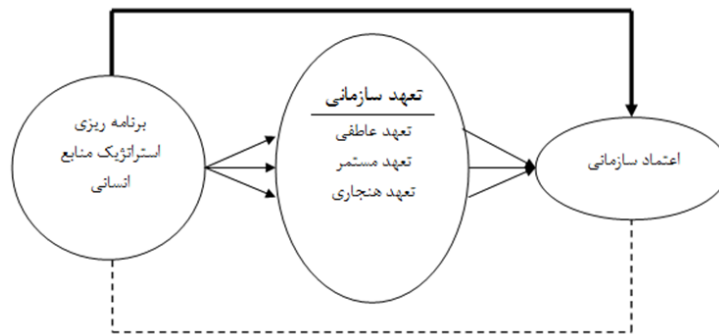 برنامه ریزی
استراتژیک منابع
انسانی
تعهد سازمانی
تعهد عاطفی
تعهد مستمر
تعهد هنجاری
اعتماد سازمانی